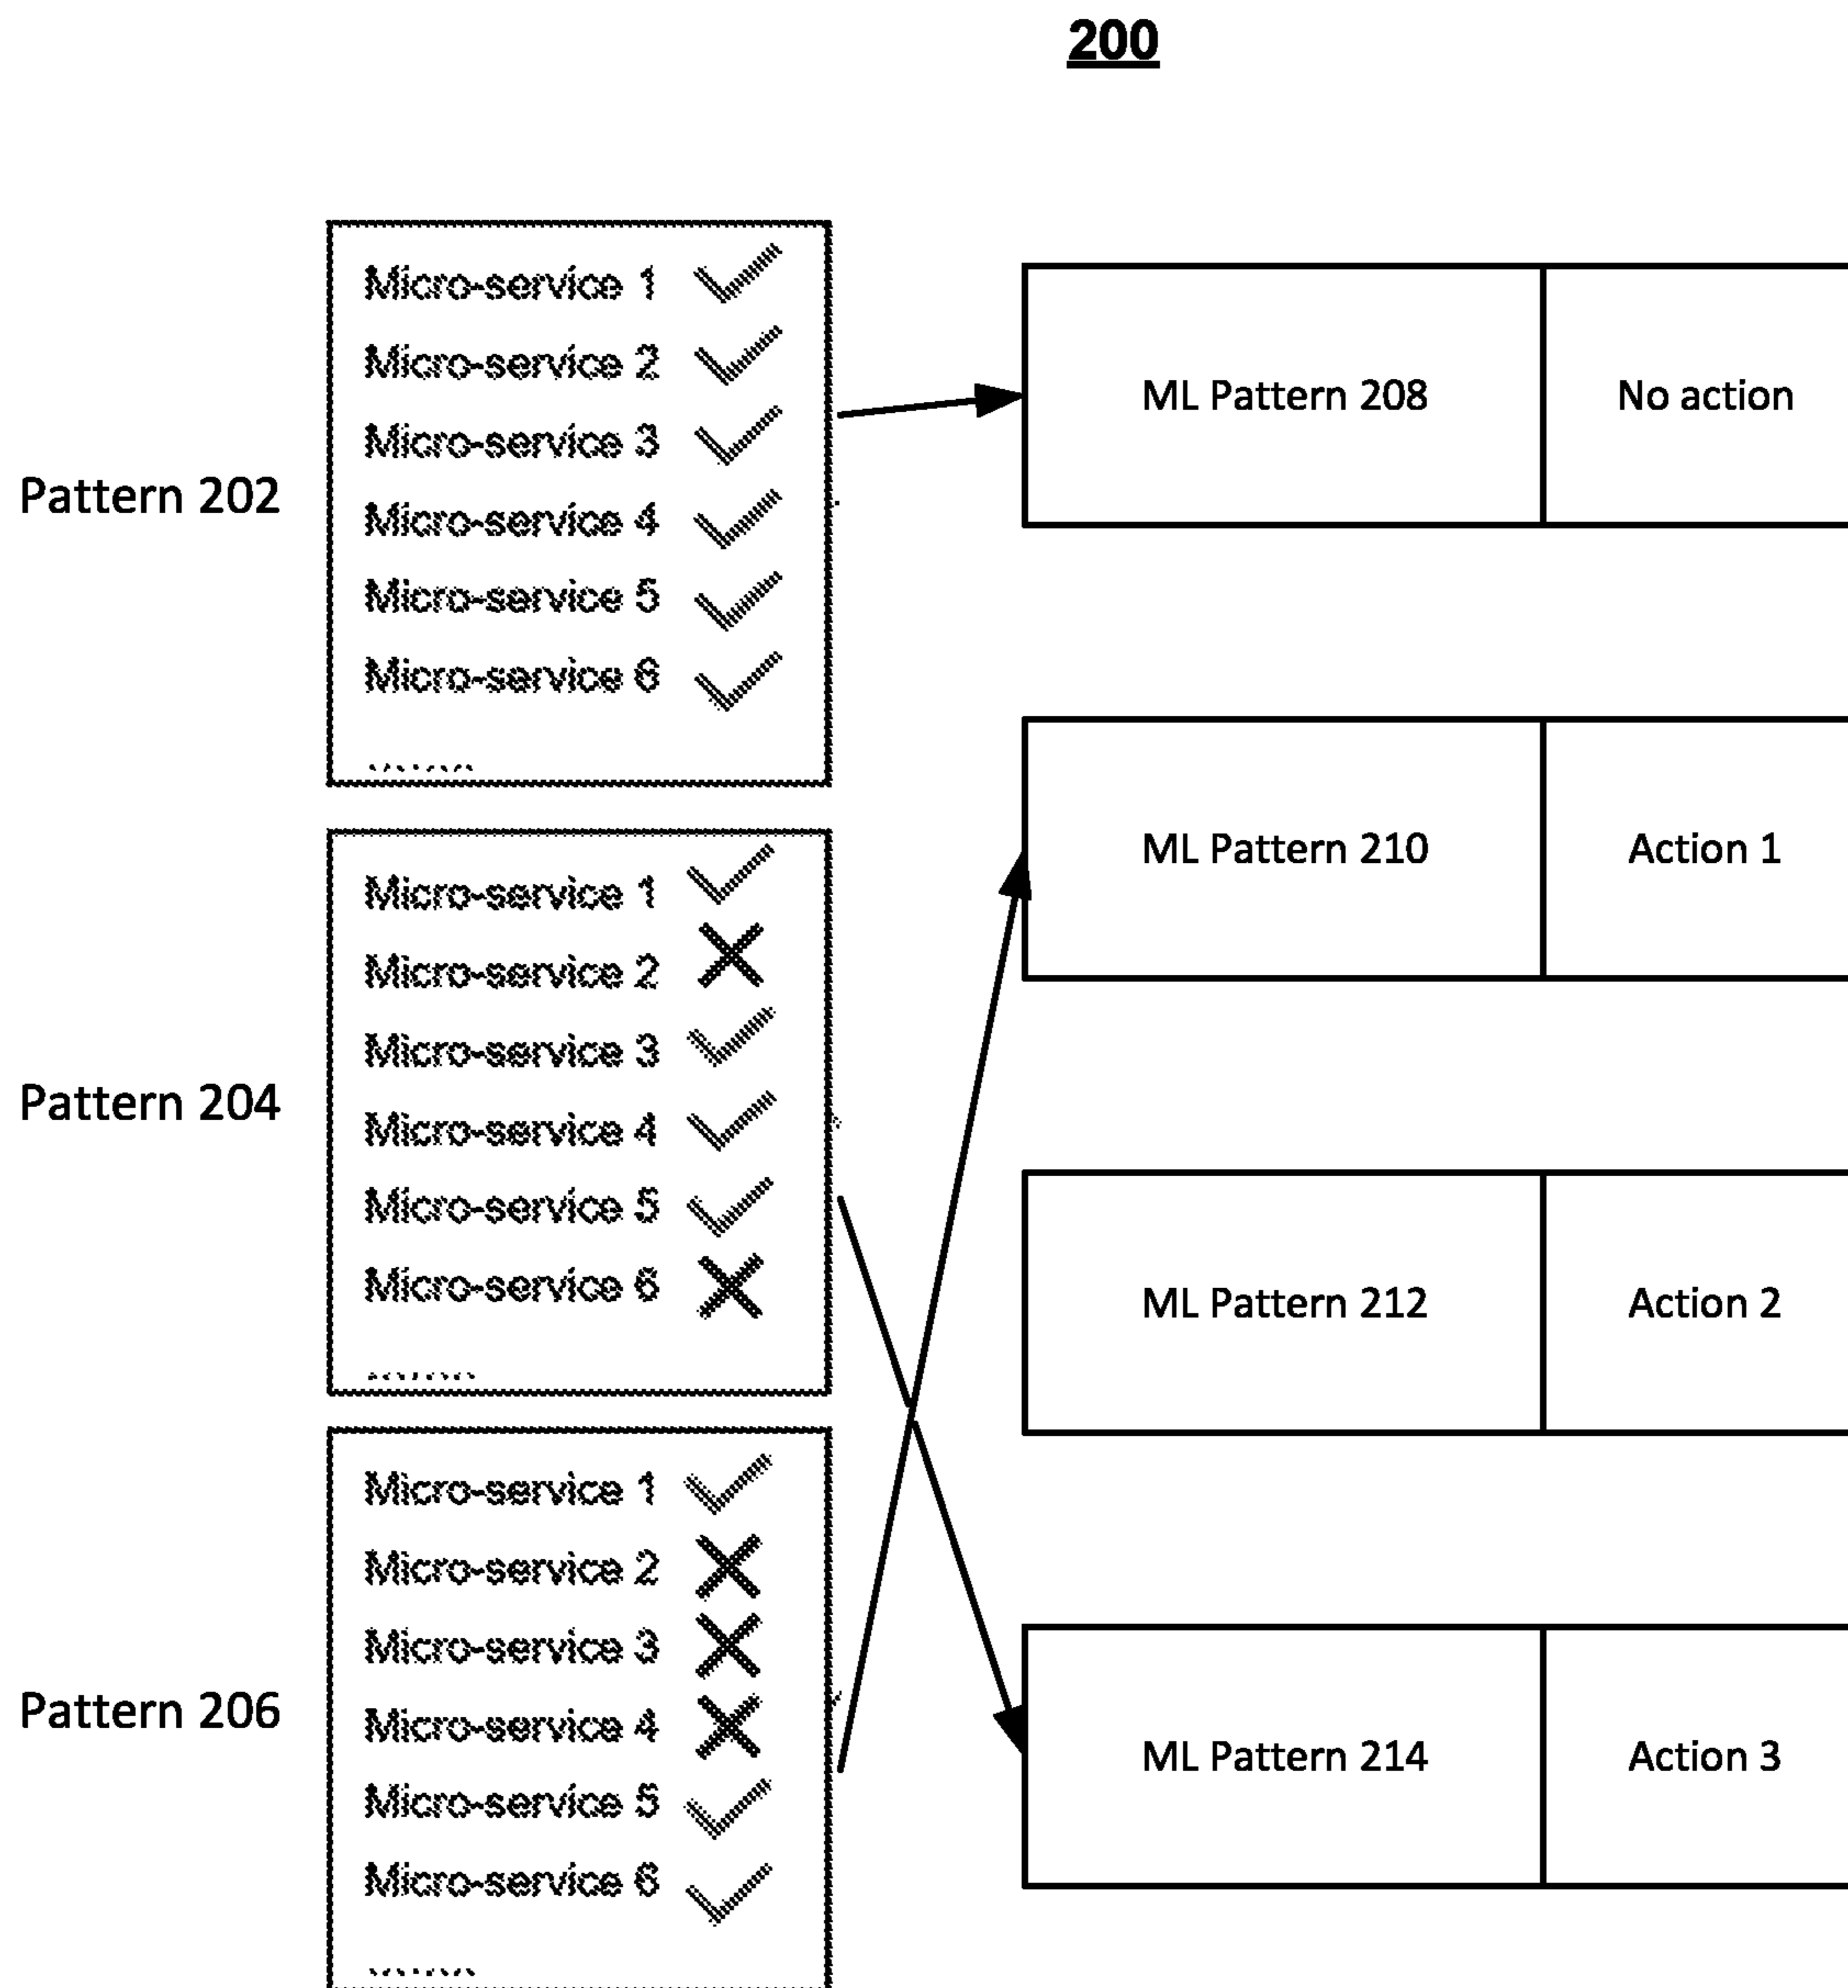 200
Pattern 202
Micro-service 1
Micro-service 2
Micro-service 3
Micro-service 4
Micro-service 5
Micro-service 6
.......
ML Pattern 208
No action
Pattern 204
Micro-service 1
Micro-service 2
Micro-service 3
Micro-service 4
Micro-service 5
Micro-service 6
.......
ML Pattern 210
Action 1
ML Pattern 212
Action 2
Pattern 206
Micro-service 1
Micro-service 2
Micro-service 3
Micro-service 4
Micro-service 5
Micro-service 6
.......
ML Pattern 214
Action 3